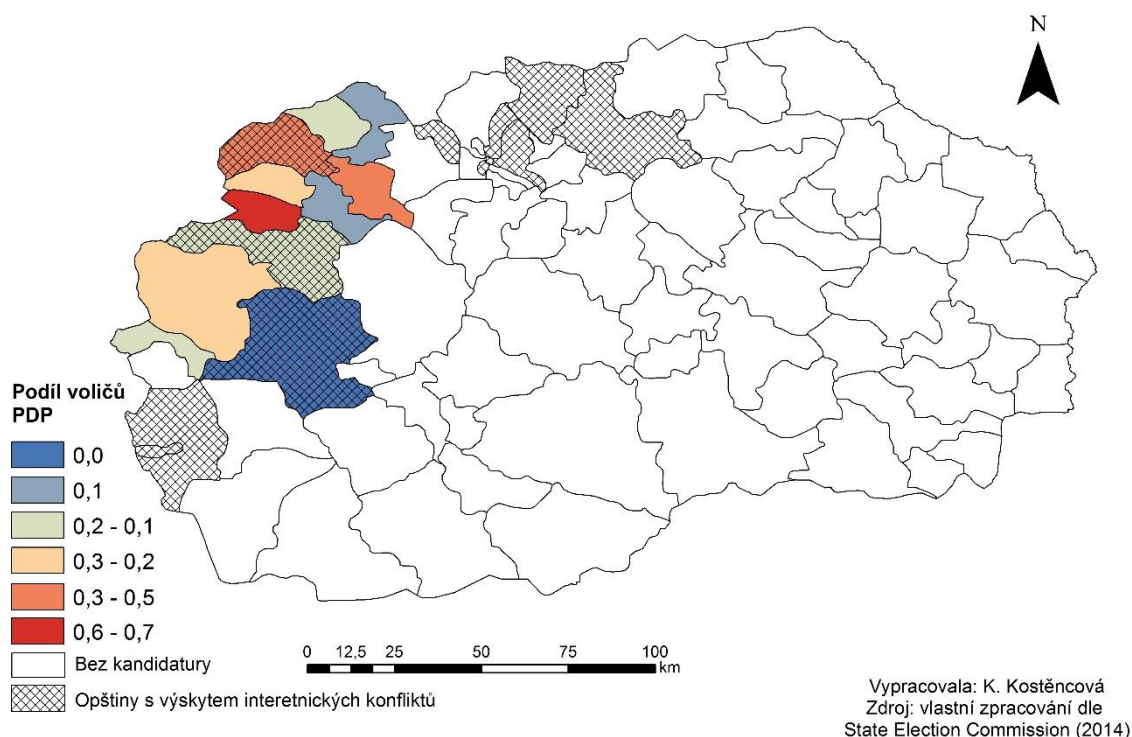 N
Podíl voličů
PDP
0,0
0,1
0,2 - 0,1
0,3 - 0,2
0,3 - 0,5
0,6 - 0,7
Bez kandidatury
Opštiny s výskytem interetnických konfliktů
0 12,5 25 50 75 100
km
Vypracovala: K. Kostěncová
Zdroj: vlastní zpracování dle
State Election Commission (2014)